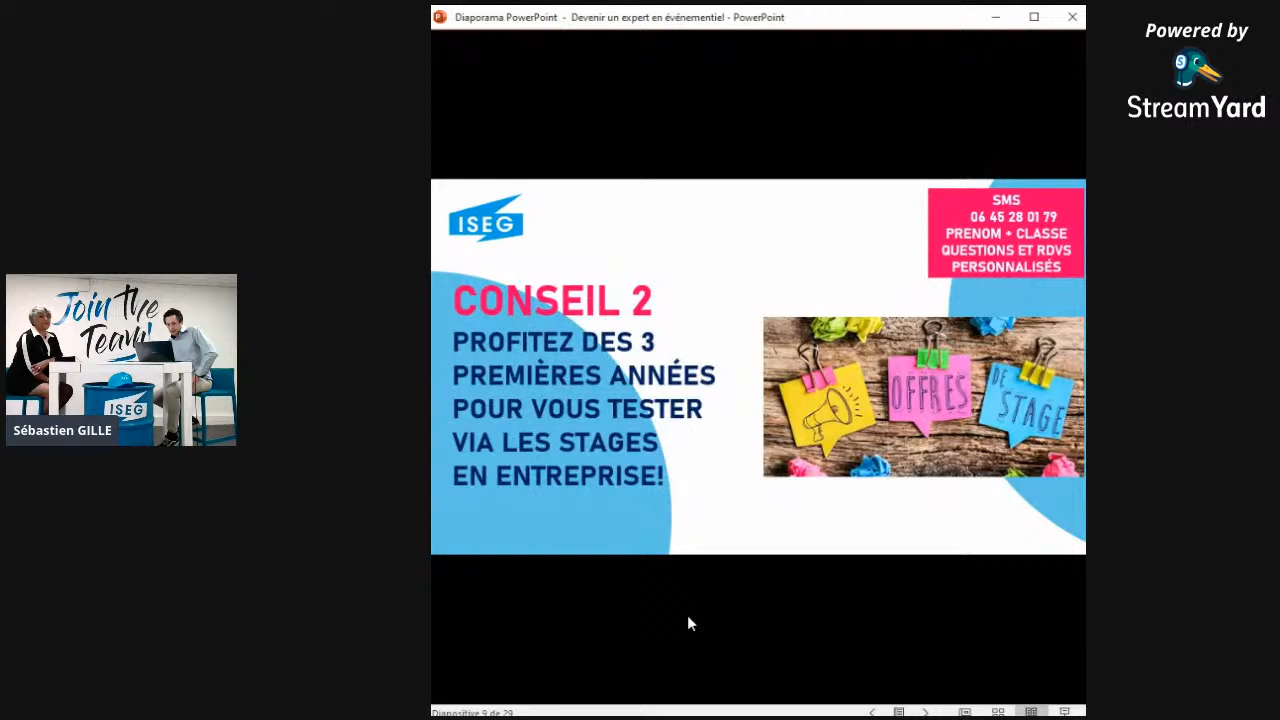 Diaporama PowerPoint - Devenir un expert en événementiel - PowerPoint
Powered by
StreamYard
ISEG
SMS
06 45 28 01 79
PRENOM + CLASSE
QUESTIONS ET RDVS
PERSONNALISÉS
CONSEIL 2
PROFITEZ DES 3
PREMIÈRES ANNÉES
POUR VOUS TESTER
VIA LES STAGES
EN ENTREPRISE!
OFFRES
DE
STAGE
Join the
Team!
ISEG
Sébastien GILLE
Diapositive 9 de 29